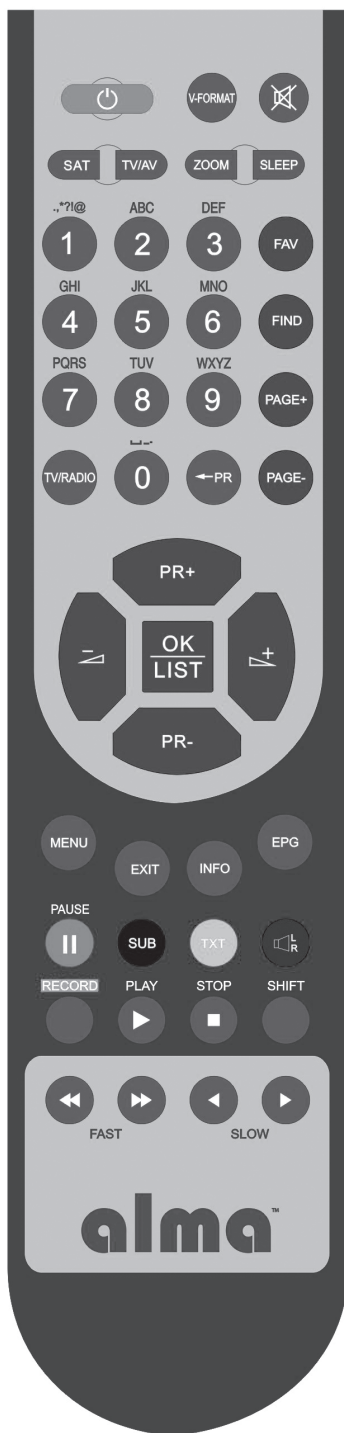 V-FORMAT
SAT TV/AV ZOOM SLEEP
.,*?!@ ABC DEF
1 2 3 FAV
GHI JKL MNO
4 5 6 FIND
PQRS TUV WXYZ
7 8 9 PAGE+
␣_-.
TV/RADIO 0 ←PR PAGE-
PR+
- OK +
LIST
PR-
MENU EPG
EXIT INFO
PAUSE
SUB TXT L
R
RECORD PLAY STOP SHIFT
FAST SLOW
alma™